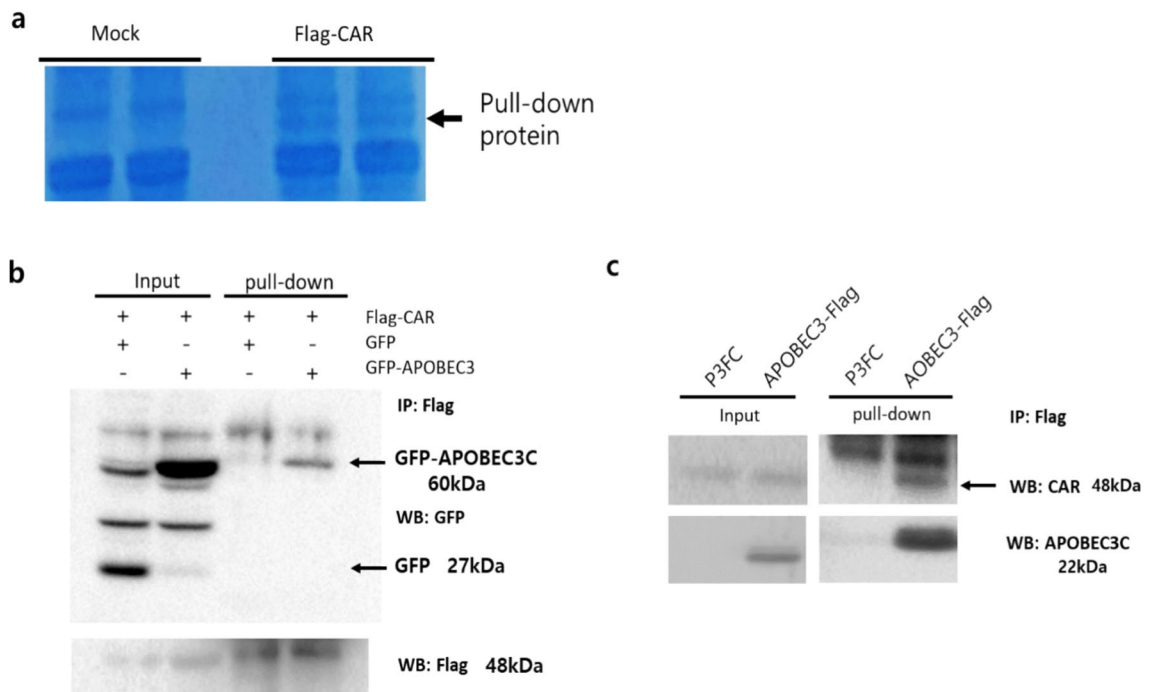 a
Mock
Flag-CAR
Pull-down
protein
b
Input
pull-down
+ + + + Flag-CAR
+ - + - GFP
- + - + GFP-APOBEC3
IP: Flag
GFP-APOBEC3C
60kDa
WB: GFP
GFP 27kDa
WB: Flag 48kDa
c
P3FC
APOBEC3-Flag
P3FC
AOBEC3-Flag
Input
pull-down
IP: Flag
WB: CAR 48kDa
WB: APOBEC3C
22kDa